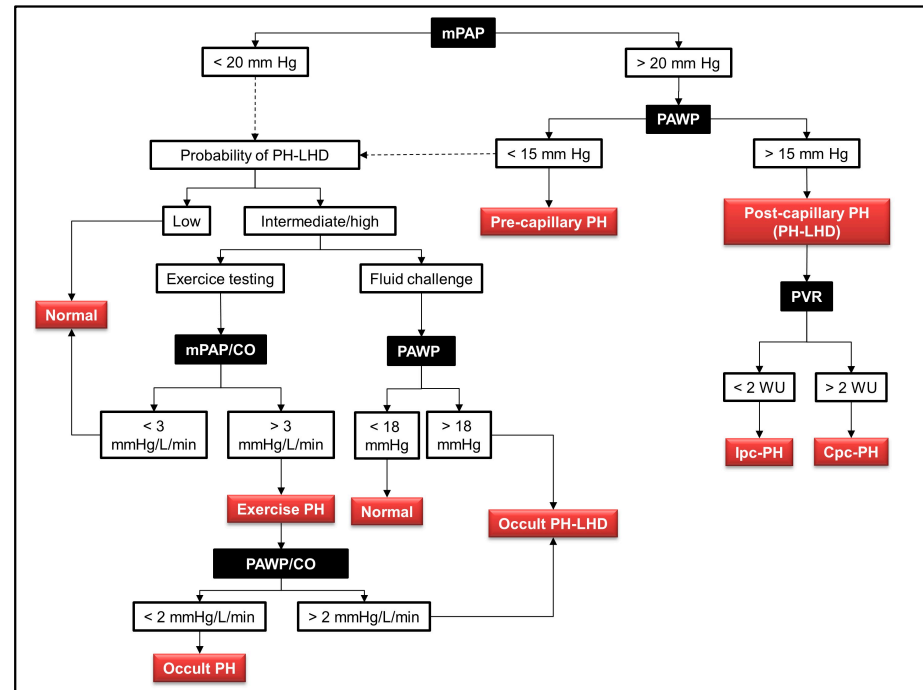 mPAP
< 20 mm Hg
> 20 mm Hg
PAWP
Probability of PH-LHD
< 15 mm Hg
> 15 mm Hg
Low
Intermediate/high
Pre-capillary PH
Post-capillary PH
(PH-LHD)
Exercice testing
Fluid challenge
PVR
Normal
mPAP/CO
PAWP
< 2 WU
> 2 WU
< 3
mmHg/L/min
> 3
mmHg/L/min
< 18
mmHg
> 18
mmHg
Ipc-PH
Cpc-PH
Exercise PH
Normal
Occult PH-LHD
PAWP/CO
< 2 mmHg/L/min
> 2 mmHg/L/min
Occult PH